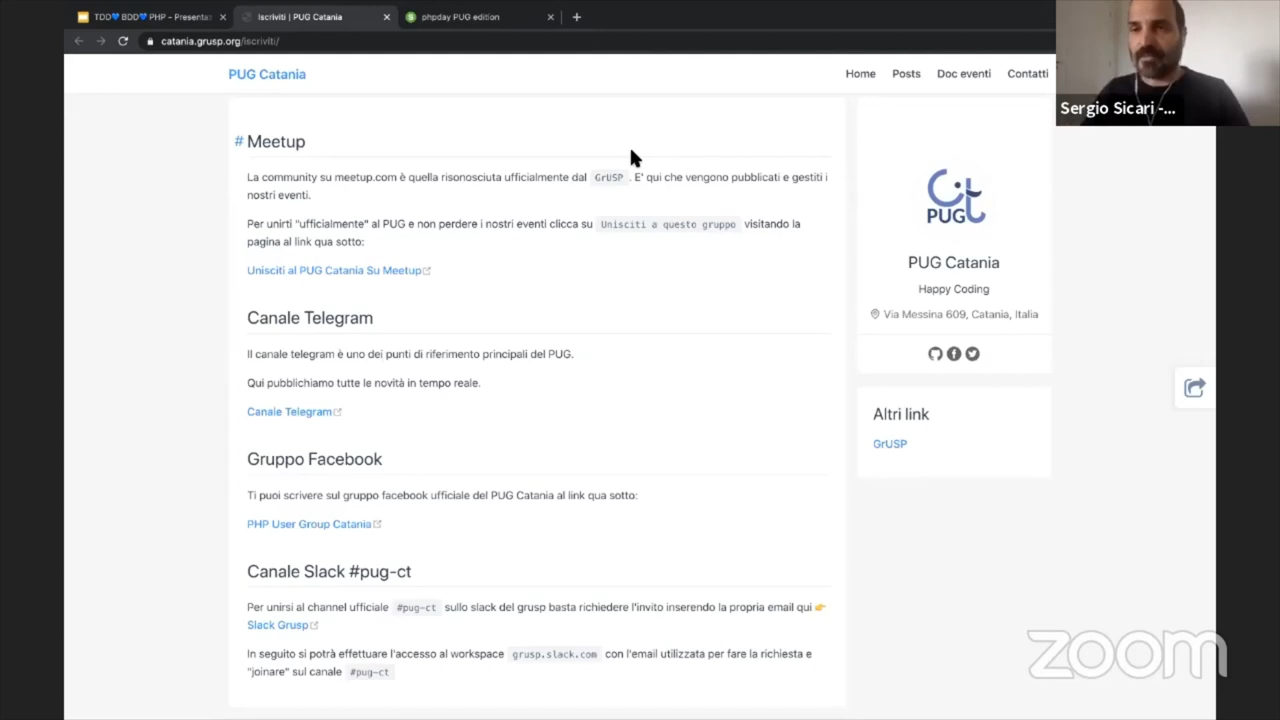 TDD💙 BDD💙 PHP - Presenta
Iscriviti | PUG Catania
phpday PUG edition
catania.grusp.org/iscriviti/
PUG Catania
Home Posts Doc eventi Contatti
Sergio Sicari -...
# Meetup
La community su meetup.com è quella risonosciuta ufficialmente dal GrUSP . E' qui che vengono pubblicati e gestiti i
nostri eventi.
Per unirti "ufficialmente" al PUG e non perdere i nostri eventi clicca su Unisciti a questo gruppo visitando la
pagina al link qua sotto:
Unisciti al PUG Catania Su Meetup
Canale Telegram
Il canale telegram è uno dei punti di riferimento principali del PUG.
Qui pubblichiamo tutte le novità in tempo reale.
Canale Telegram
Gruppo Facebook
Ti puoi scrivere sul gruppo facebook ufficiale del PUG Catania al link qua sotto:
PHP User Group Catania
Canale Slack #pug-ct
Per unirsi al channel ufficiale #pug-ct sullo slack del grusp basta richiedere l'invito inserendo la propria email qui 👉
Slack Grusp
In seguito si potrà effettuare l'accesso al workspace grusp.slack.com con l'email utilizzata per fare la richiesta e
"joinare" sul canale #pug-ct
Ct
PUG
PUG Catania
Happy Coding
Via Messina 609, Catania, Italia
Altri link
GrUSP
zoom